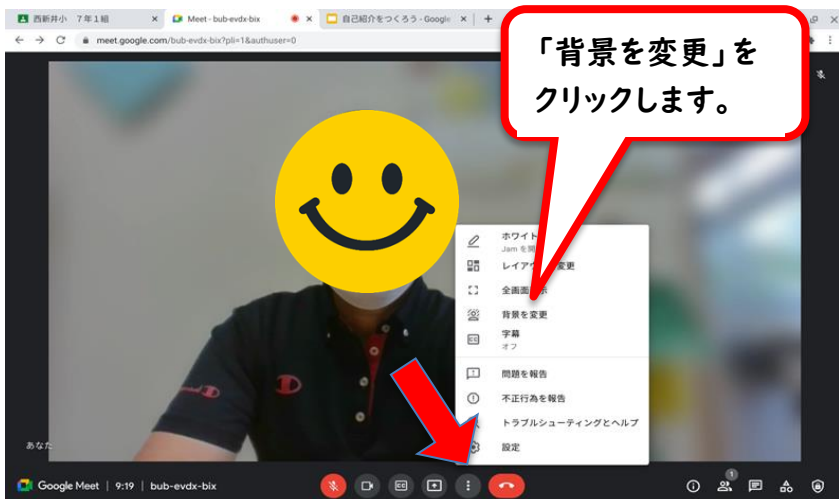 西新井小 7年1組
Meet - bub-evdx-bix
自己紹介をつくろう - Google
meet.google.com/bub-evdx-bix?pli=1&authuser=0
「背景を変更」を
クリックします。
ホワイト
Jam を開
レイアウ 変更
全画面 示
背景を変更
字幕
オフ
問題を報告
不正行為を報告
トラブルシューティングとヘルプ
設定
あなた
Google Meet | 9:19 | bub-evdx-bix
1